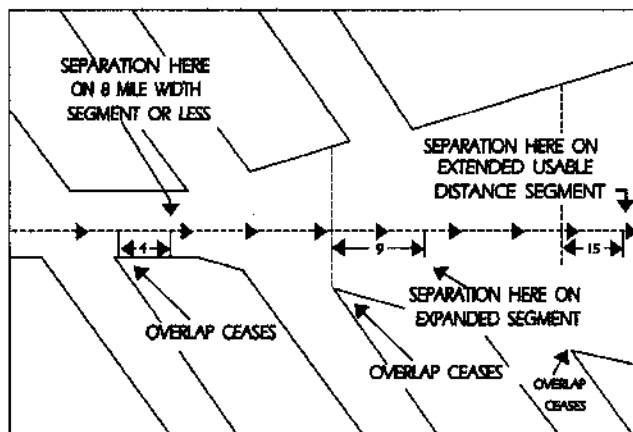 SEPARATION HERE
ON 8 MILE WIDTH
SEGMENT OR LESS
SEPARATION HERE ON
EXTENDED USABLE
DISTANCE SEGMENT
4
9
15
SEPARATION HERE ON
EXPANDED SEGMENT
OVERLAP CEASES
OVERLAP CEASES
OVERLAP
CEASES